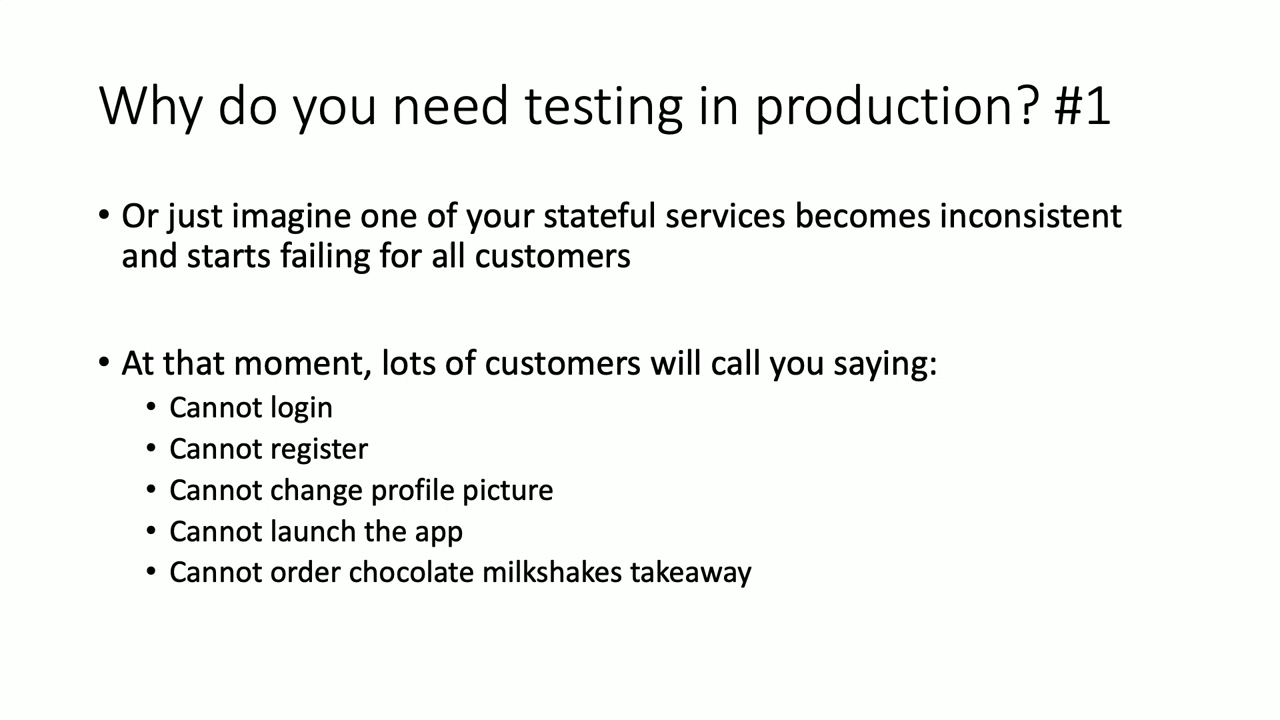 Why do you need testing in production? #1
• Or just imagine one of your stateful services becomes inconsistent
and starts failing for all customers
• At that moment, lots of customers will call you saying:
• Cannot login
• Cannot register
• Cannot change profile picture
• Cannot launch the app
• Cannot order chocolate milkshakes takeaway